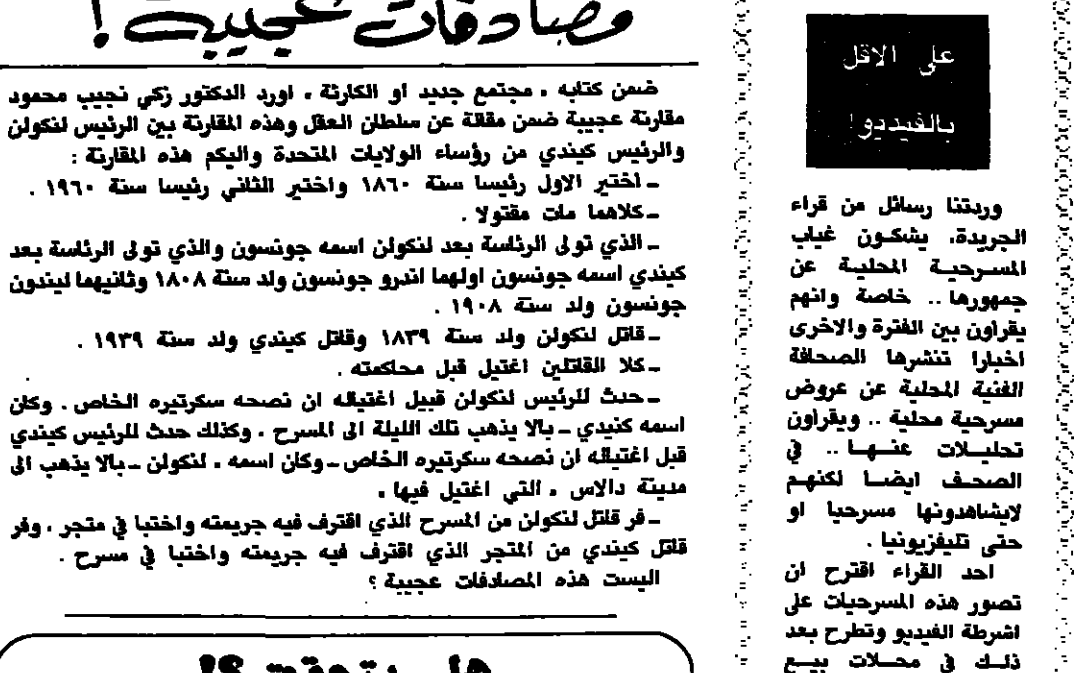 مصادفات عجيبة !
ضمن كتابه ، مجتمع جديد او الكارثة ، اورد الدكتور زكي نجيب محمود
مقارنة عجيبة ضمن مقالة عن سلطان العقل وهذه المقارنة بين الرئيس لنكولن
والرئيس كيندي من رؤساء الولايات المتحدة واليكم هذه المقارنة :
ـ اختير الاول رئيسا سنة ١٨٦٠ واختير الثاني رئيسا سنة ١٩٦٠ .
ـ كلاهما مات مقتولا .
ـ الذي تولى الرئاسة بعد لنكولن اسمه جونسون والذي تولى الرئاسة بعد
كيندي اسمه جونسون اولهما اندرو جونسون ولد سنة ١٨٠٨ وثانيهما ليندون
جونسون ولد سنة ١٩٠٨ .
ـ قاتل لنكولن ولد سنة ١٨٣٩ وقاتل كيندي ولد سنة ١٩٣٩ .
ـ كلا القاتلين اغتيل قبل محاكمته .
ـ حدث للرئيس لنكولن قبيل اغتياله ان نصحه سكرتيره الخاص . وكان
اسمه كنيدي ـ بالا يذهب تلك الليلة الى المسرح . وكذلك حدث للرئيس كيندي
قبل اغتياله ان نصحه سكرتيره الخاص ـ وكان اسمه ، لنكولن ـ بالا يذهب الى
مدينة دالاس ، التي اغتيل فيها ،
ـ فر قاتل لنكولن من المسرح الذي اقترف فيه جريمته واختبا في متجر ، وفر
قاتل كيندي من المتجر الذي اقترف فيه جريمته واختبا في مسرح .
اليست هذه المصادفات عجيبة ؟
على الاقل
بالفيديو !
وردتنا رسائل من قراء
الجريدة، يشكون غياب
المسرحية المحلية عن
جمهورها .. خاصة وانهم
يقراون بين الفترة والاخرى
اخبارا تنشرها الصحافة
الفنية المحلية عن عروض
مسرحية محلية .. ويقراون
تحليلات عنها .. في
الصحف ايضا لكنهم
لايشاهدونها مسرحيا او
حتى تليفزيونيا .
احد القراء اقترح ان
تصور هذه المسرحيات على
اشرطة الفيديو وتطرح بعد
ذلك في محلات بيع